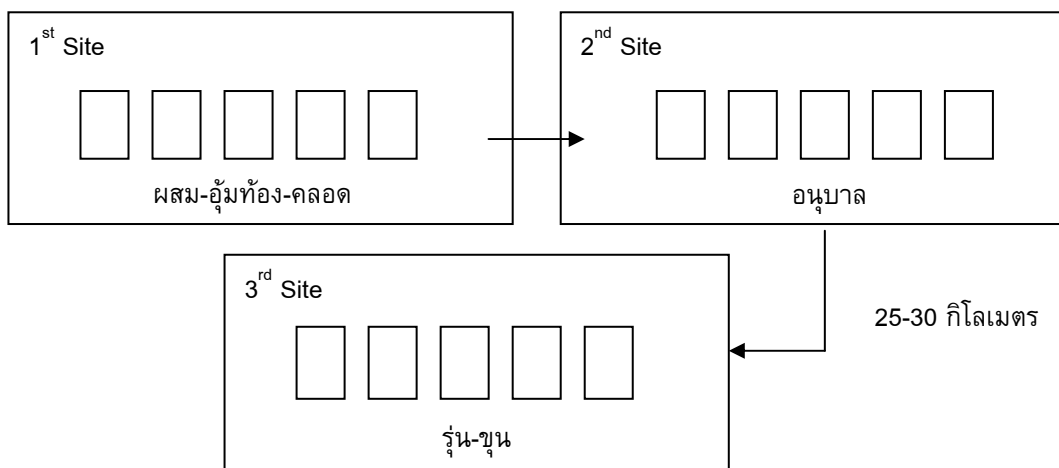 1st Site
ผสม-อุ้มท้อง-คลอด
2nd Site
อนุบาล
3rd Site
รุ่น-ขุน
25-30 กิโลเมตร